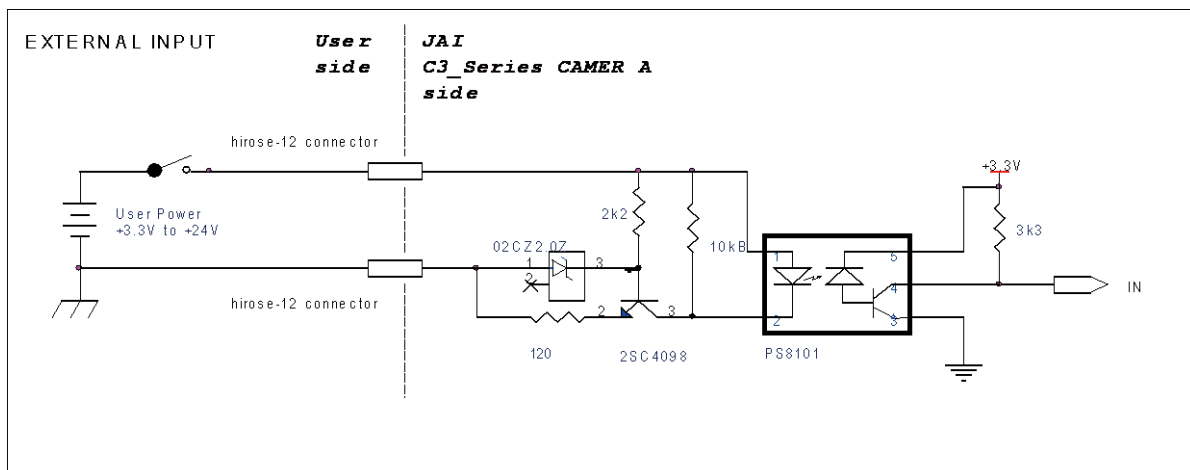 EXTERNAL INPUT
User side
JAI
C3_Series CAMER A
side
hirose-12 connector
+3.3V
User Power
+3.3V to +24V
2k2
10kB
3k3
02CZ2.0Z
1
3
2
1
5
4
IN
hirose-12 connector
2
3
2
3
120
2SC4098
PS8101